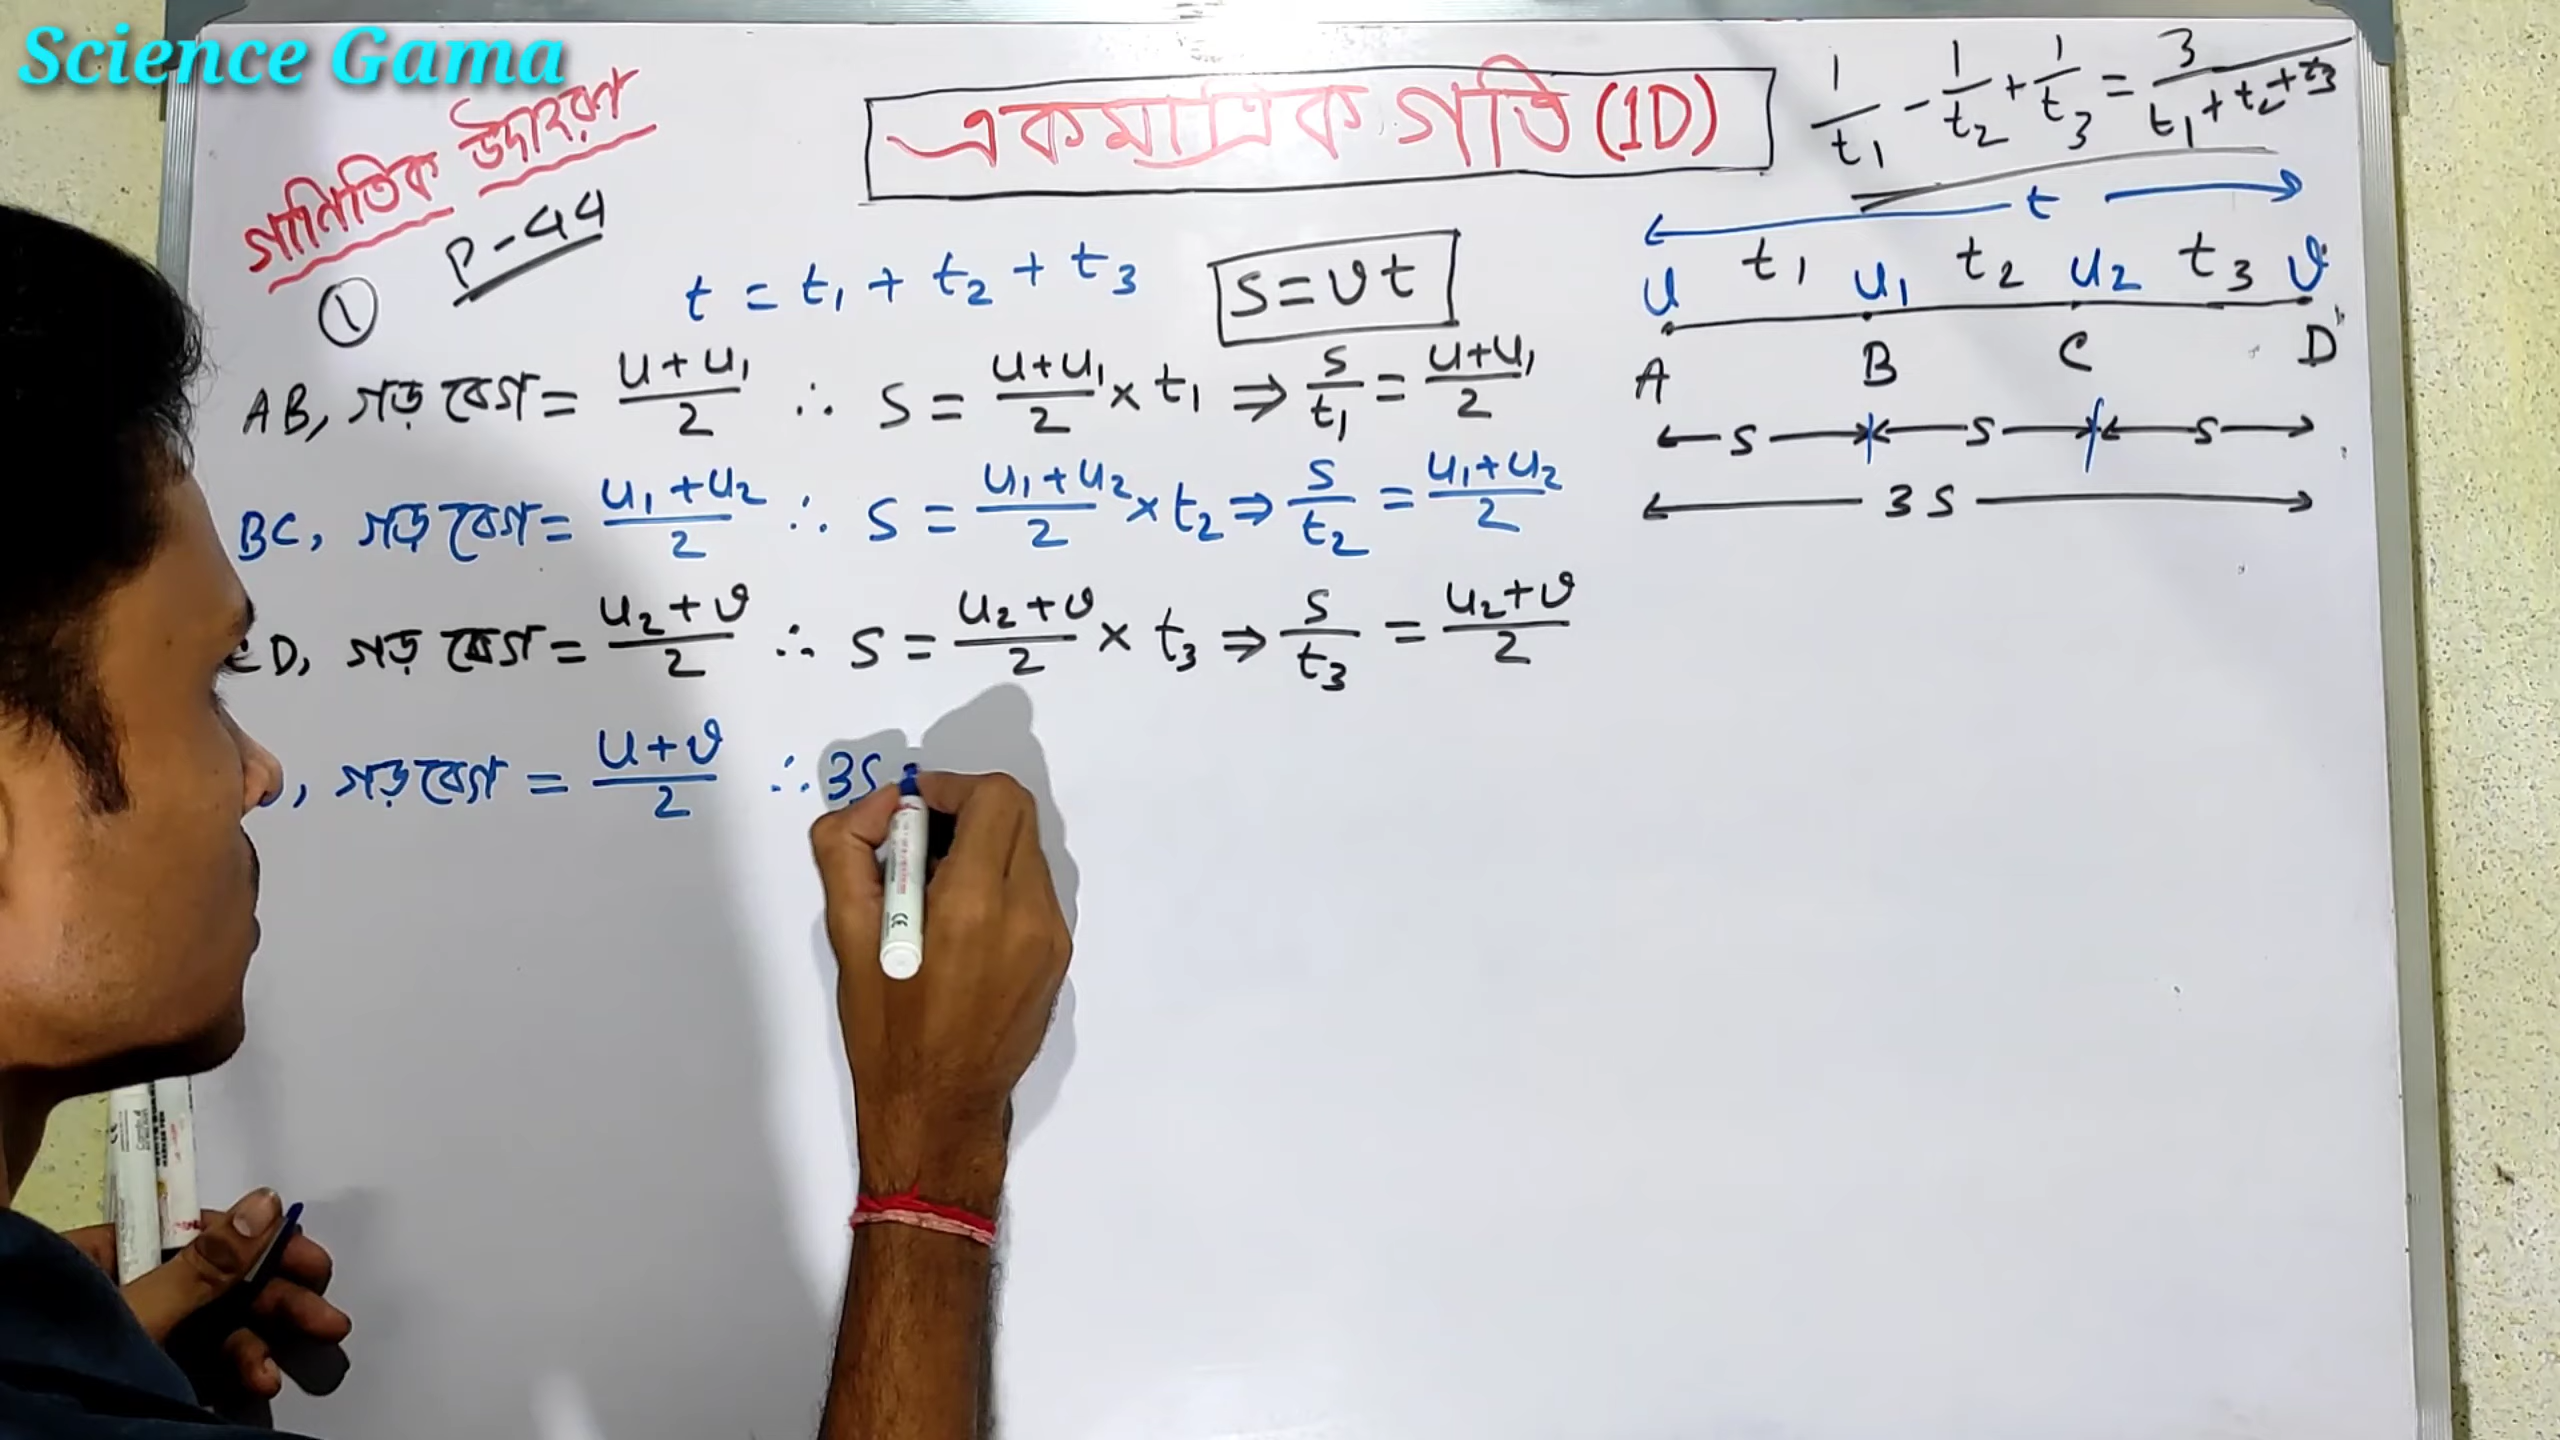 Science Gama
গানিতিক উদাহরণ
P-44
①
একমাত্রিক গতি (1D)
1/t₁ - 1/t₂ + 1/t₃ = 3/(t₁+t₂+t₃)
t = t₁ + t₂ + t₃
S = vt
t
u t₁ u₁ t₂ u₂ t₃ v
A B C D
S S S
3S
AB, গড় বেগ = (u+u₁)/2 ∴ S = (u+u₁)/2 × t₁ ⇒ S/t₁ = (u+u₁)/2
BC, গড় বেগ = (u₁+u₂)/2 ∴ S = (u₁+u₂)/2 × t₂ ⇒ S/t₂ = (u₁+u₂)/2
CD, গড় বেগ = (u₂+v)/2 ∴ S = (u₂+v)/2 × t₃ ⇒ S/t₃ = (u₂+v)/2
, গড় বেগ = (u+v)/2 ∴ 3S